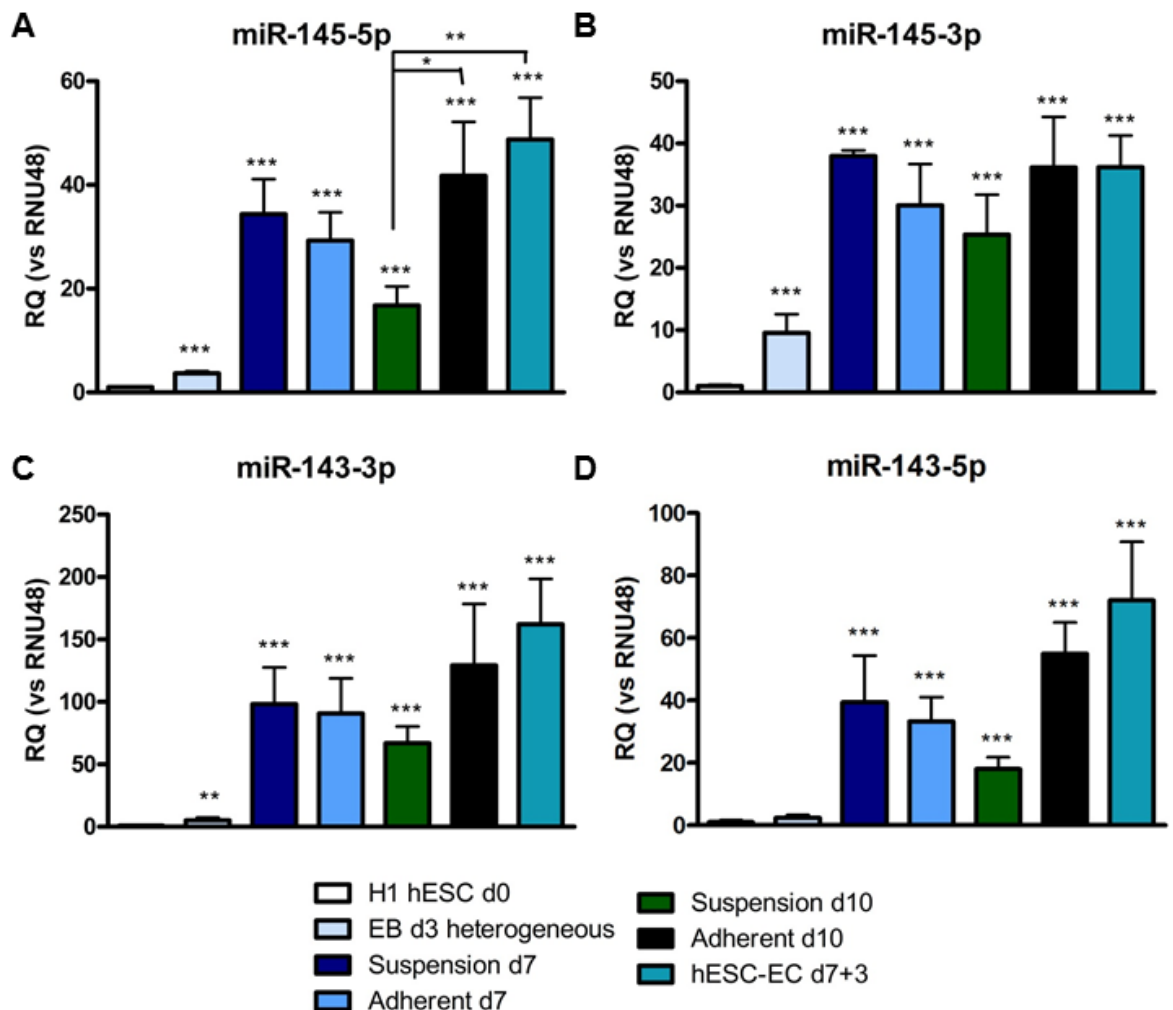 A
miR-145-5p
**
*
***
***
***
***
***
***
RQ (vs RNU48)
60
40
20
0
B
miR-145-3p
***
***
***
***
***
***
RQ (vs RNU48)
50
40
30
20
10
0
C
miR-143-3p
**
***
***
***
***
***
RQ (vs RNU48)
250
200
150
100
50
0
D
miR-143-5p
***
***
***
***
***
RQ (vs RNU48)
100
80
60
40
20
0
H1 hESC d0
EB d3 heterogeneous
Suspension d7
Adherent d7
Suspension d10
Adherent d10
hESC-EC d7+3